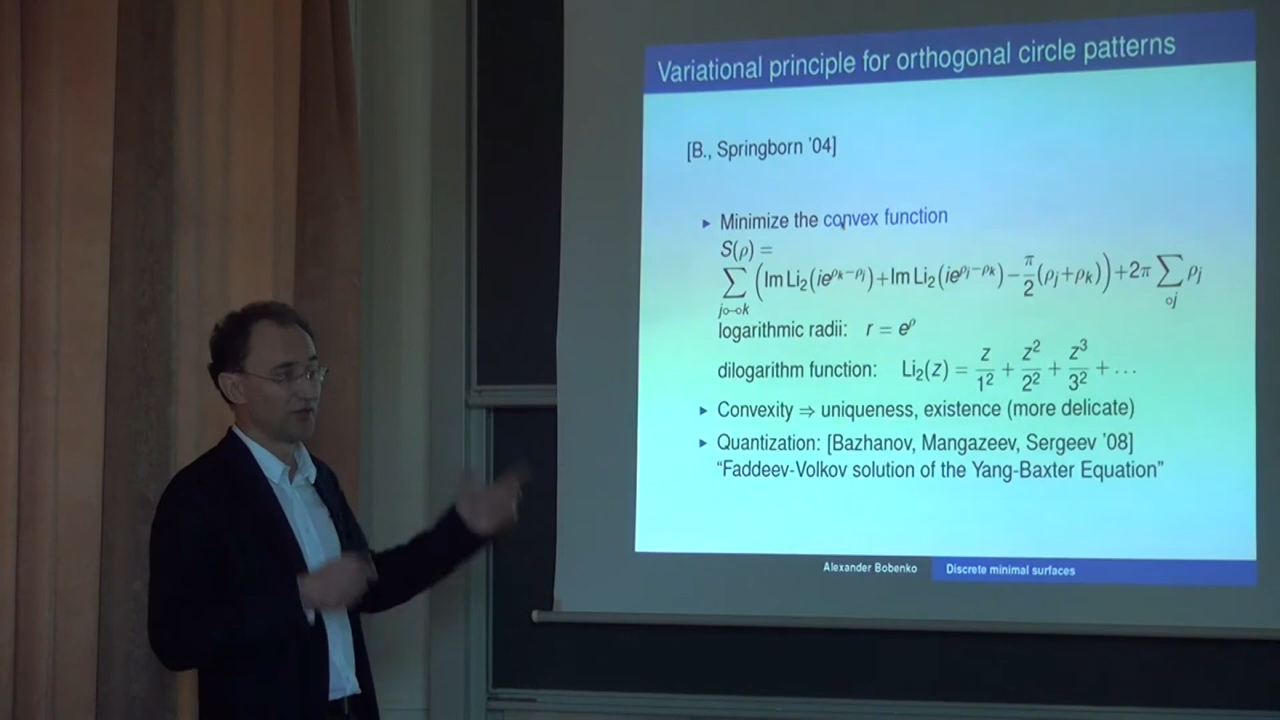 Variational principle for orthogonal circle patterns
[B., Springborn '04]
▸ Minimize the convex function
S(ρ) =
∑_{j○–○k} (Im Li₂(ie^{ρ_k−ρ_j})+Im Li₂(ie^{ρ_j−ρ_k})−π/2(ρ_j+ρ_k))+2π ∑_{○j} ρ_j
logarithmic radii: r = e^ρ
dilogarithm function: Li₂(z) = z/1² + z²/2² + z³/3² + …
▸ Convexity ⇒ uniqueness, existence (more delicate)
▸ Quantization: [Bazhanov, Mangazeev, Sergeev '08]
"Faddeev-Volkov solution of the Yang-Baxter Equation"
Alexander Bobenko Discrete minimal surfaces